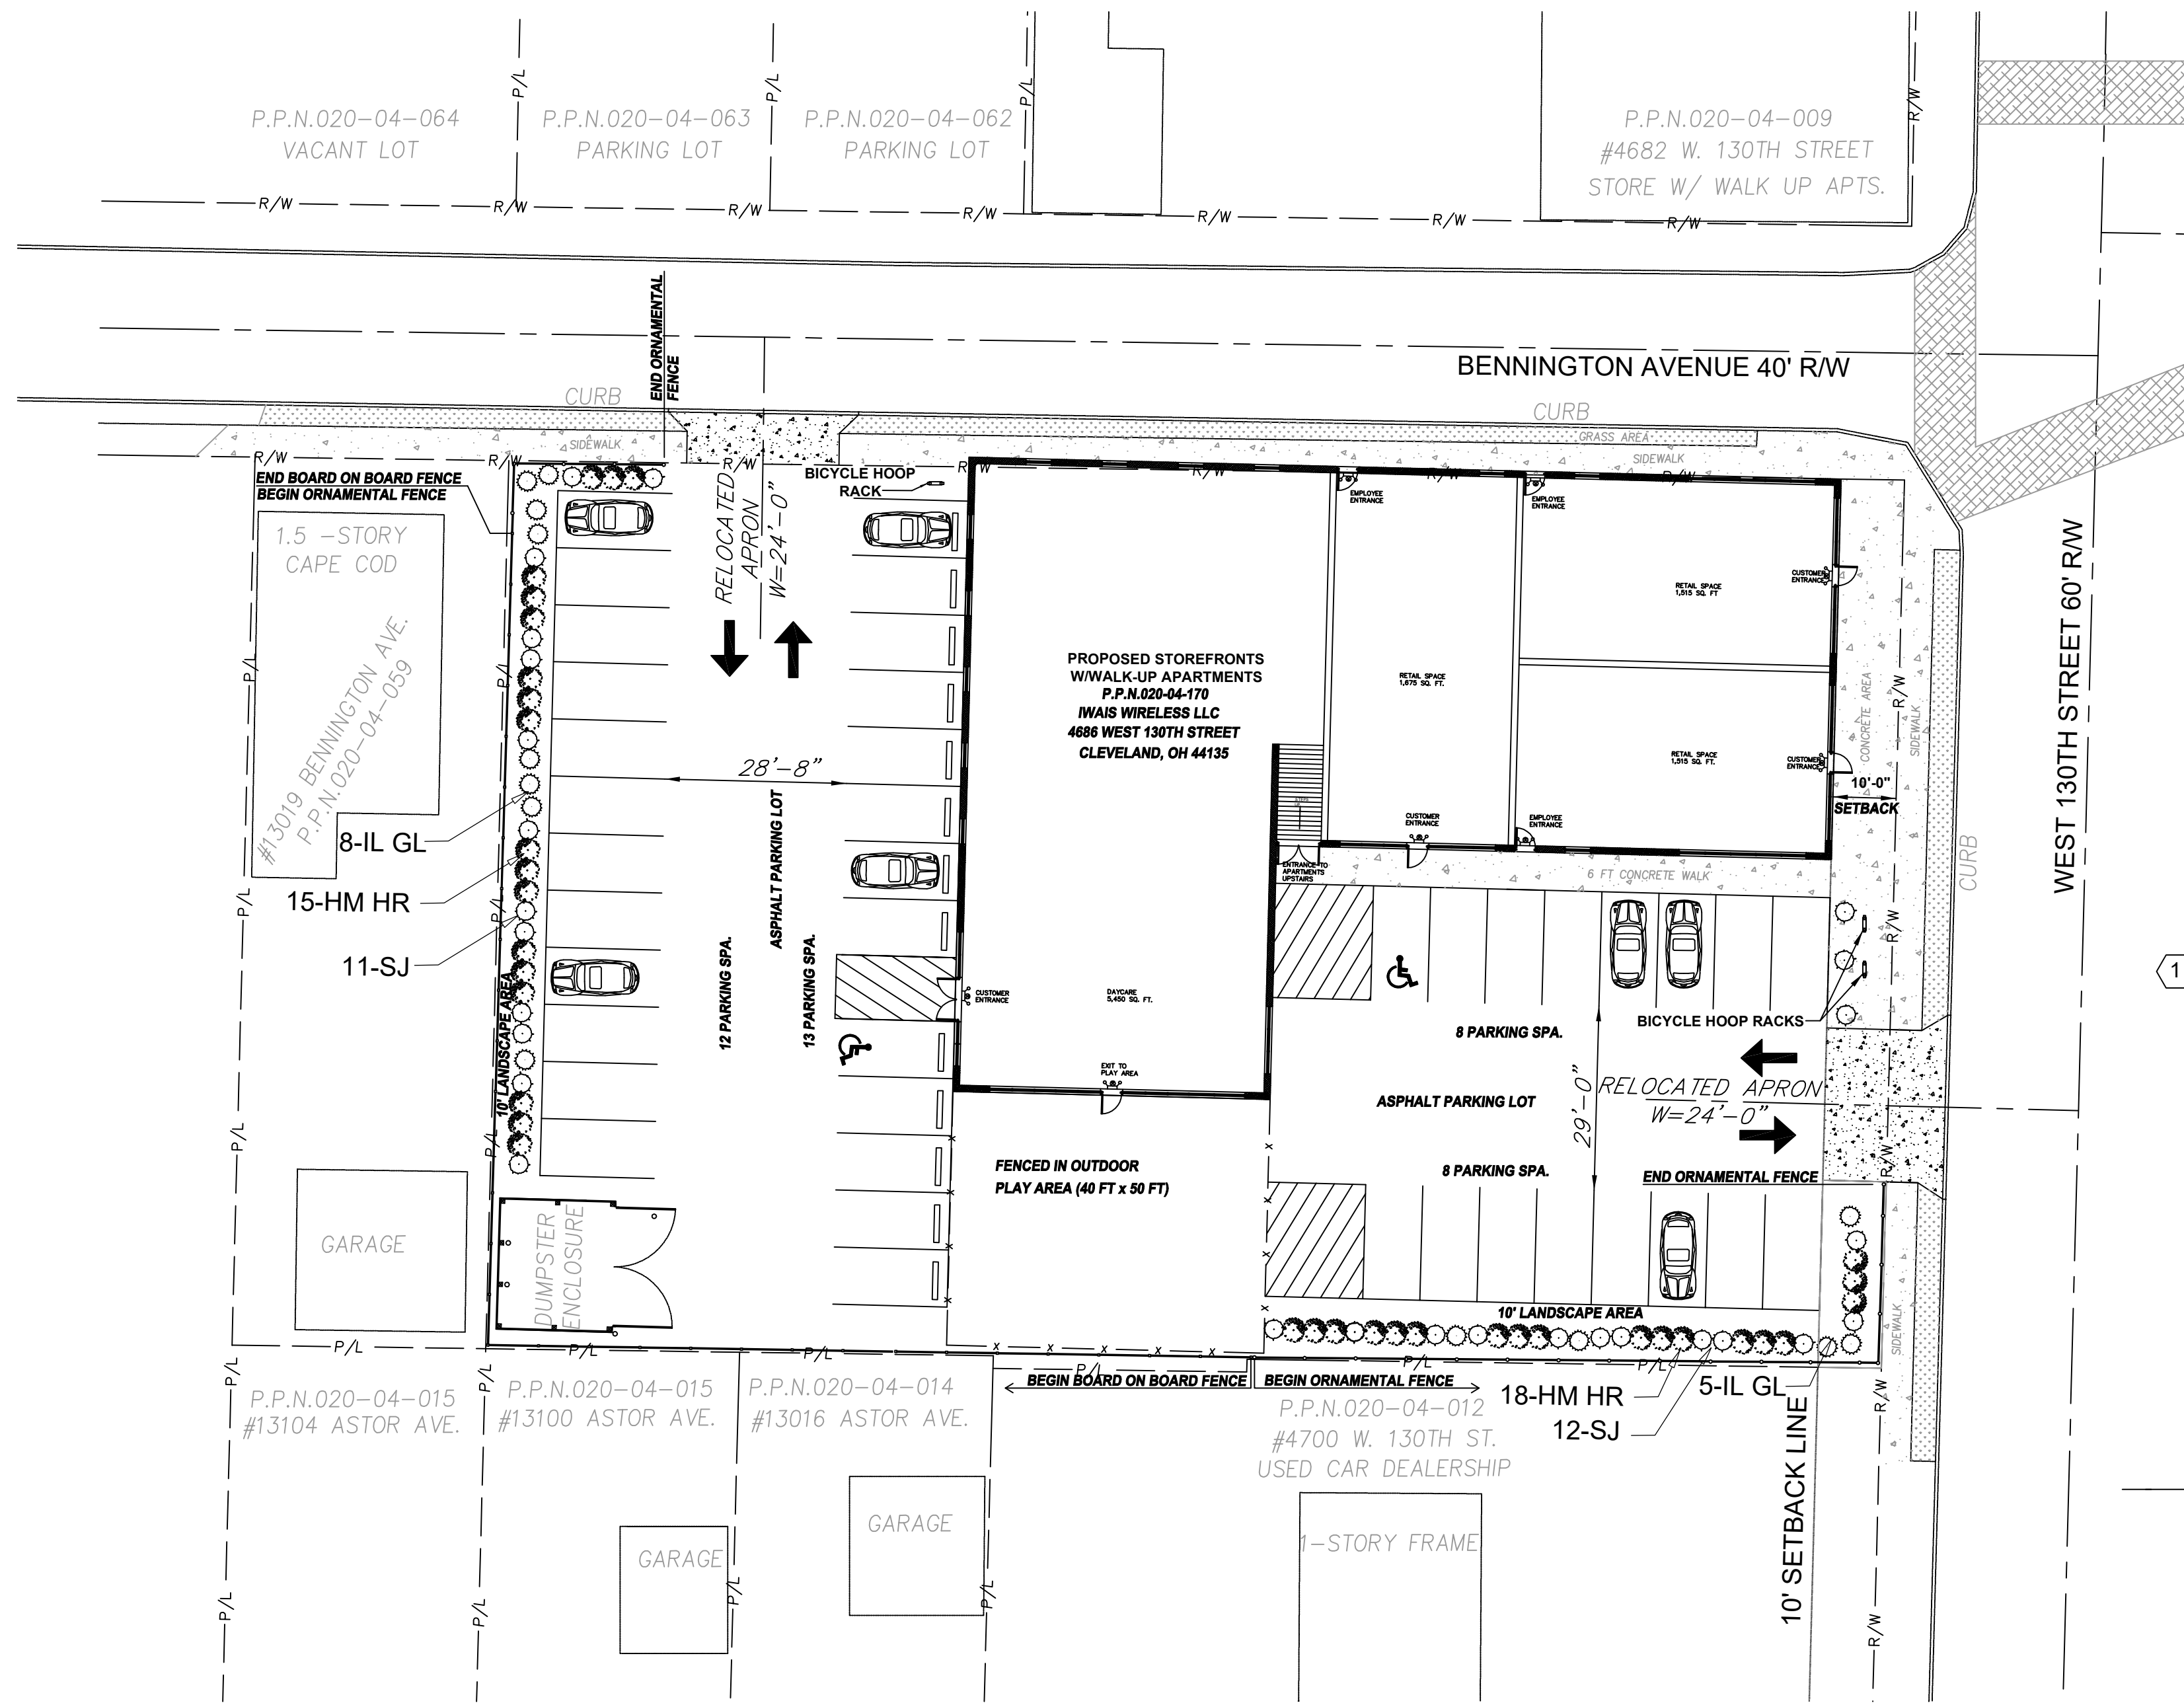 P/L
P/L
P/L
R/W
P.P.N.020-04-064
VACANT LOT
P.P.N.020-04-063
PARKING LOT
P.P.N.020-04-062
PARKING LOT
P.P.N.020-04-009
#4682 W. 130TH STREET
STORE W/ WALK UP APTS.
R/W
R/W
R/W
R/W
R/W
R/W
R/W
END ORNAMENTAL
FENCE
BENNINGTON AVENUE 40' R/W
CURB
CURB
SIDEWALK
GRASS AREA
SIDEWALK
R/W
R/W
R/W
R/W
R/W
R/W
R/W
END BOARD ON BOARD FENCE
BEGIN ORNAMENTAL FENCE
BICYCLE HOOP
RACK
RELOCATED
APRON
W=24'-0"
1.5 -STORY
CAPE COD
#13019 BENNINGTON AVE.
P.P.N.020-04-059
EMPLOYEE
ENTRANCE
EMPLOYEE
ENTRANCE
RETAIL SPACE
1,515 SQ. FT
CUSTOMER
ENTRANCE
PROPOSED STOREFRONTS
W/WALK-UP APARTMENTS
P.P.N.020-04-170
IWAIS WIRELESS LLC
4686 WEST 130TH STREET
CLEVELAND, OH 44135
RETAIL SPACE
1,675 SQ. FT.
RETAIL SPACE
1,515 SQ. FT.
CUSTOMER
ENTRANCE
10'-0"
SETBACK
CONCRETE AREA
R/W
SIDEWALK
WEST 130TH STREET 60' R/W
CURB
P/L
P/L
28'-8"
ASPHALT PARKING LOT
8-IL GL
15-HM HR
11-SJ
CUSTOMER
ENTRANCE
EMPLOYEE
ENTRANCE
ENTRANCE TO
APARTMENTS
UPSTAIRS
6 FT CONCRETE WALK
P/L
P/L
10' LANDSCAPE AREA
12 PARKING SPA.
13 PARKING SPA.
CUSTOMER
ENTRANCE
DAYCARE
5,450 SQ. FT.
EXIT TO
PLAY AREA
R/W
BICYCLE HOOP RACKS
1
8 PARKING SPA.
ASPHALT PARKING LOT
29'-0"
RELOCATED APRON
W=24'-0"
8 PARKING SPA.
END ORNAMENTAL FENCE
R/W
P/L
P/L
FENCED IN OUTDOOR
PLAY AREA (40 FT x 50 FT)
GARAGE
DUMPSTER
ENCLOSURE
10' LANDSCAPE AREA
SIDEWALK
P/L
P/L
P/L
P/L
P/L
P/L
BEGIN BOARD ON BOARD FENCE
BEGIN ORNAMENTAL FENCE
18-HM HR
12-SJ
5-IL GL
P/L
P/L
R/W
P.P.N.020-04-015
#13104 ASTOR AVE.
P.P.N.020-04-015
#13100 ASTOR AVE.
P.P.N.020-04-014
#13016 ASTOR AVE.
P.P.N.020-04-012
#4700 W. 130TH ST.
USED CAR DEALERSHIP
10' SETBACK LINE
GARAGE
GARAGE
1-STORY FRAME
P/L
P/L
P/L
P/L
R/W